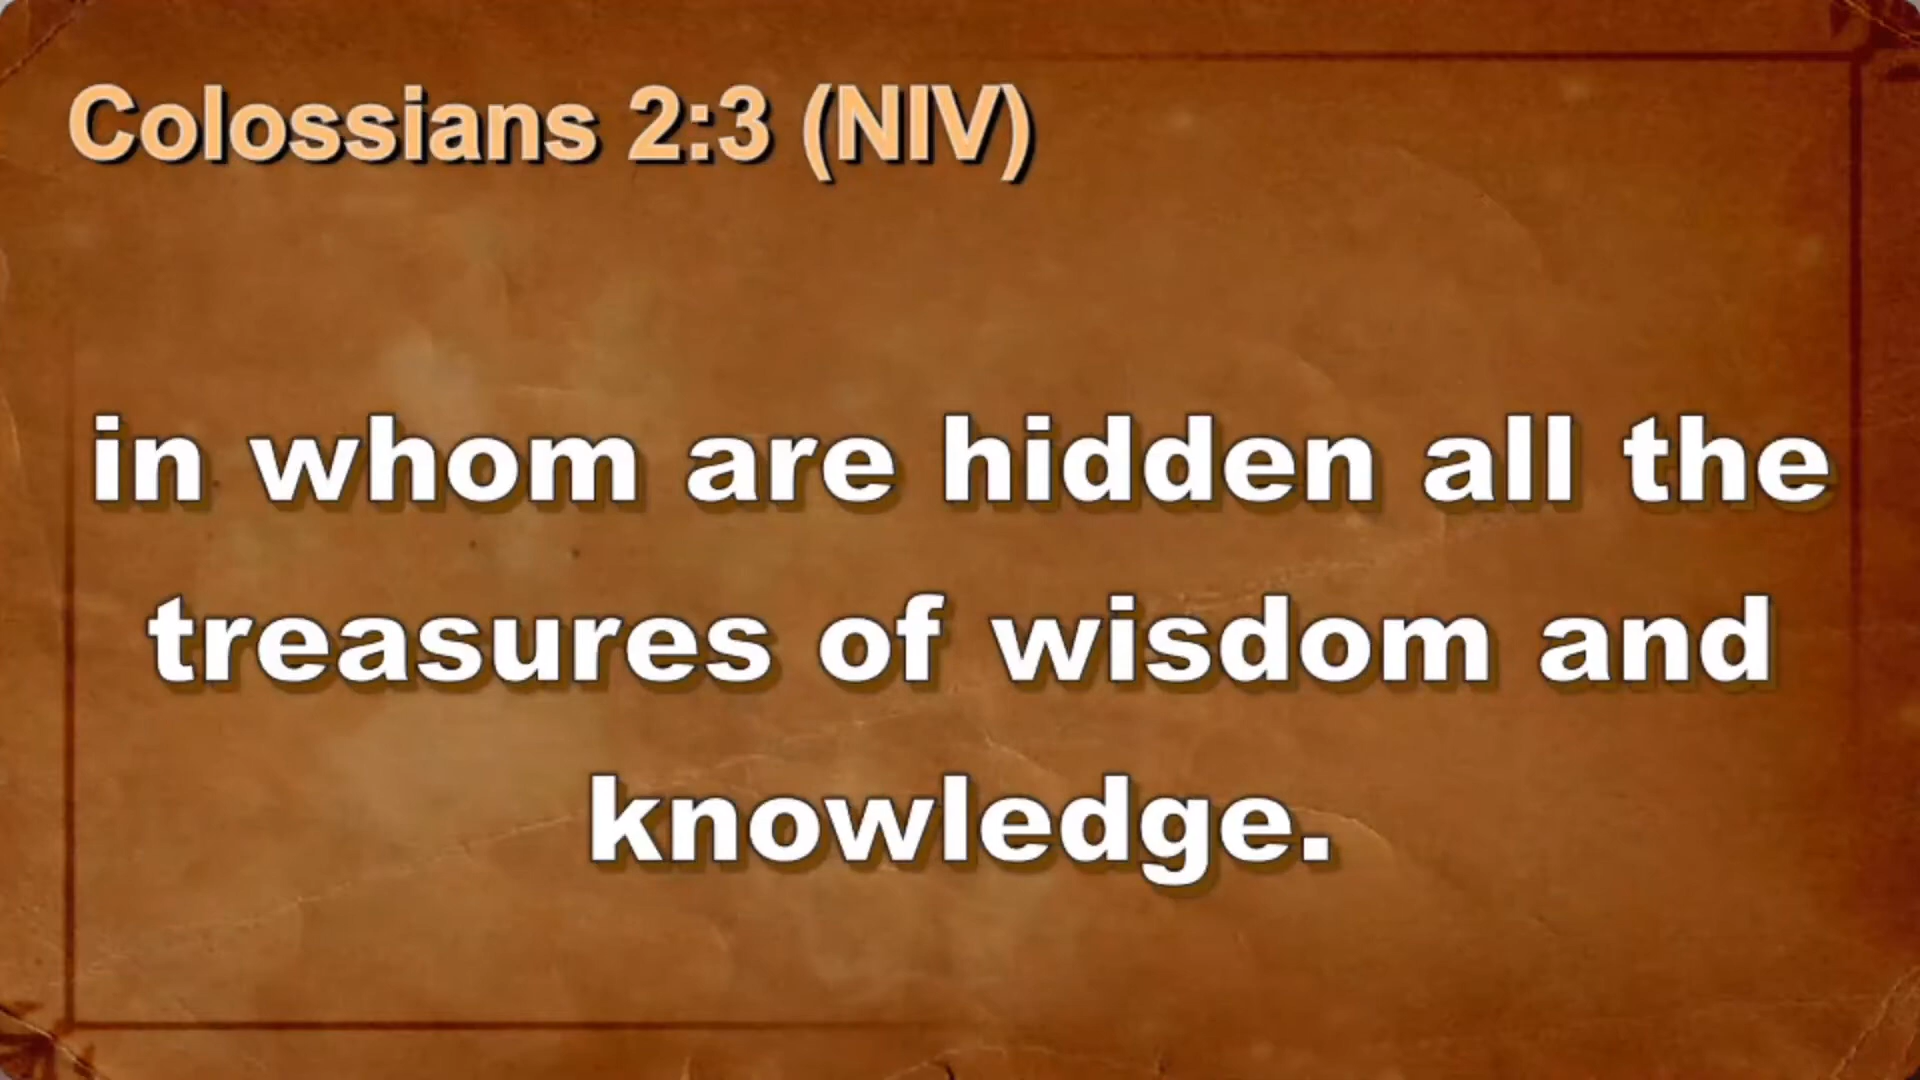 Colossians 2:3 (NIV)
in whom are hidden all the
treasures of wisdom and
knowledge.